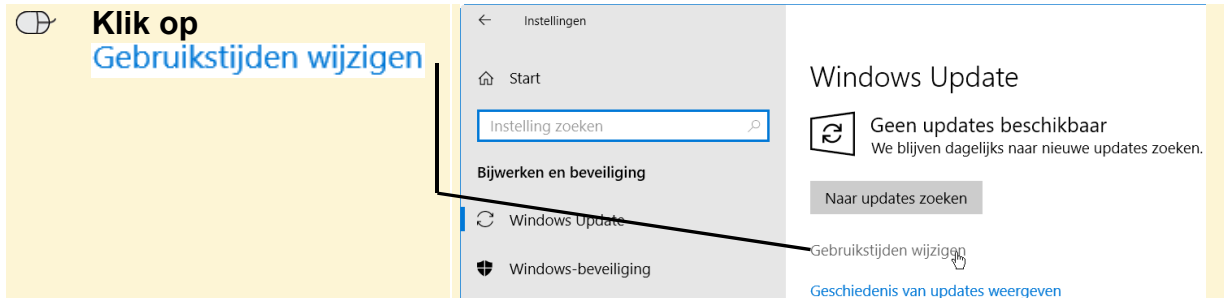 Klik op
Gebruikstijden wijzigen
Instellingen
Start
Instelling zoeken
Bijwerken en beveiliging
Windows Update
Windows-beveiliging
Windows Update
Geen updates beschikbaar
We blijven dagelijks naar nieuwe updates zoeken.
Naar updates zoeken
Gebruikstijden wijzigen
Geschiedenis van updates weergeven